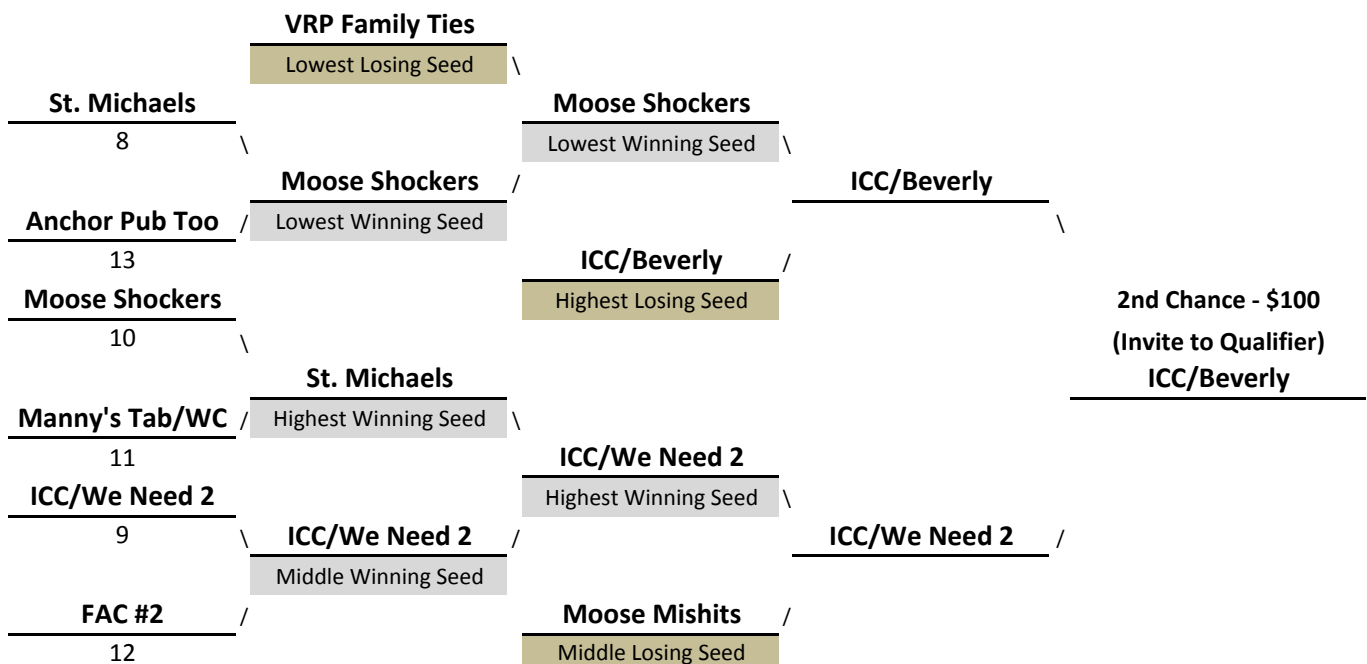 VRP Family Ties
Lowest Losing Seed \
St. Michaels Moose Shockers
8 \ Lowest Winning Seed \
Moose Shockers / ICC/Beverly
Anchor Pub Too / Lowest Winning Seed \
13 ICC/Beverly /
Moose Shockers Highest Losing Seed 2nd Chance - $100
10 \ (Invite to Qualifier)
St. Michaels ICC/Beverly
Manny's Tab/WC / Highest Winning Seed \
11 ICC/We Need 2
ICC/We Need 2 Highest Winning Seed \
9 \ ICC/We Need 2 / ICC/We Need 2 /
Middle Winning Seed
FAC #2 / Moose Mishits /
12 Middle Losing Seed